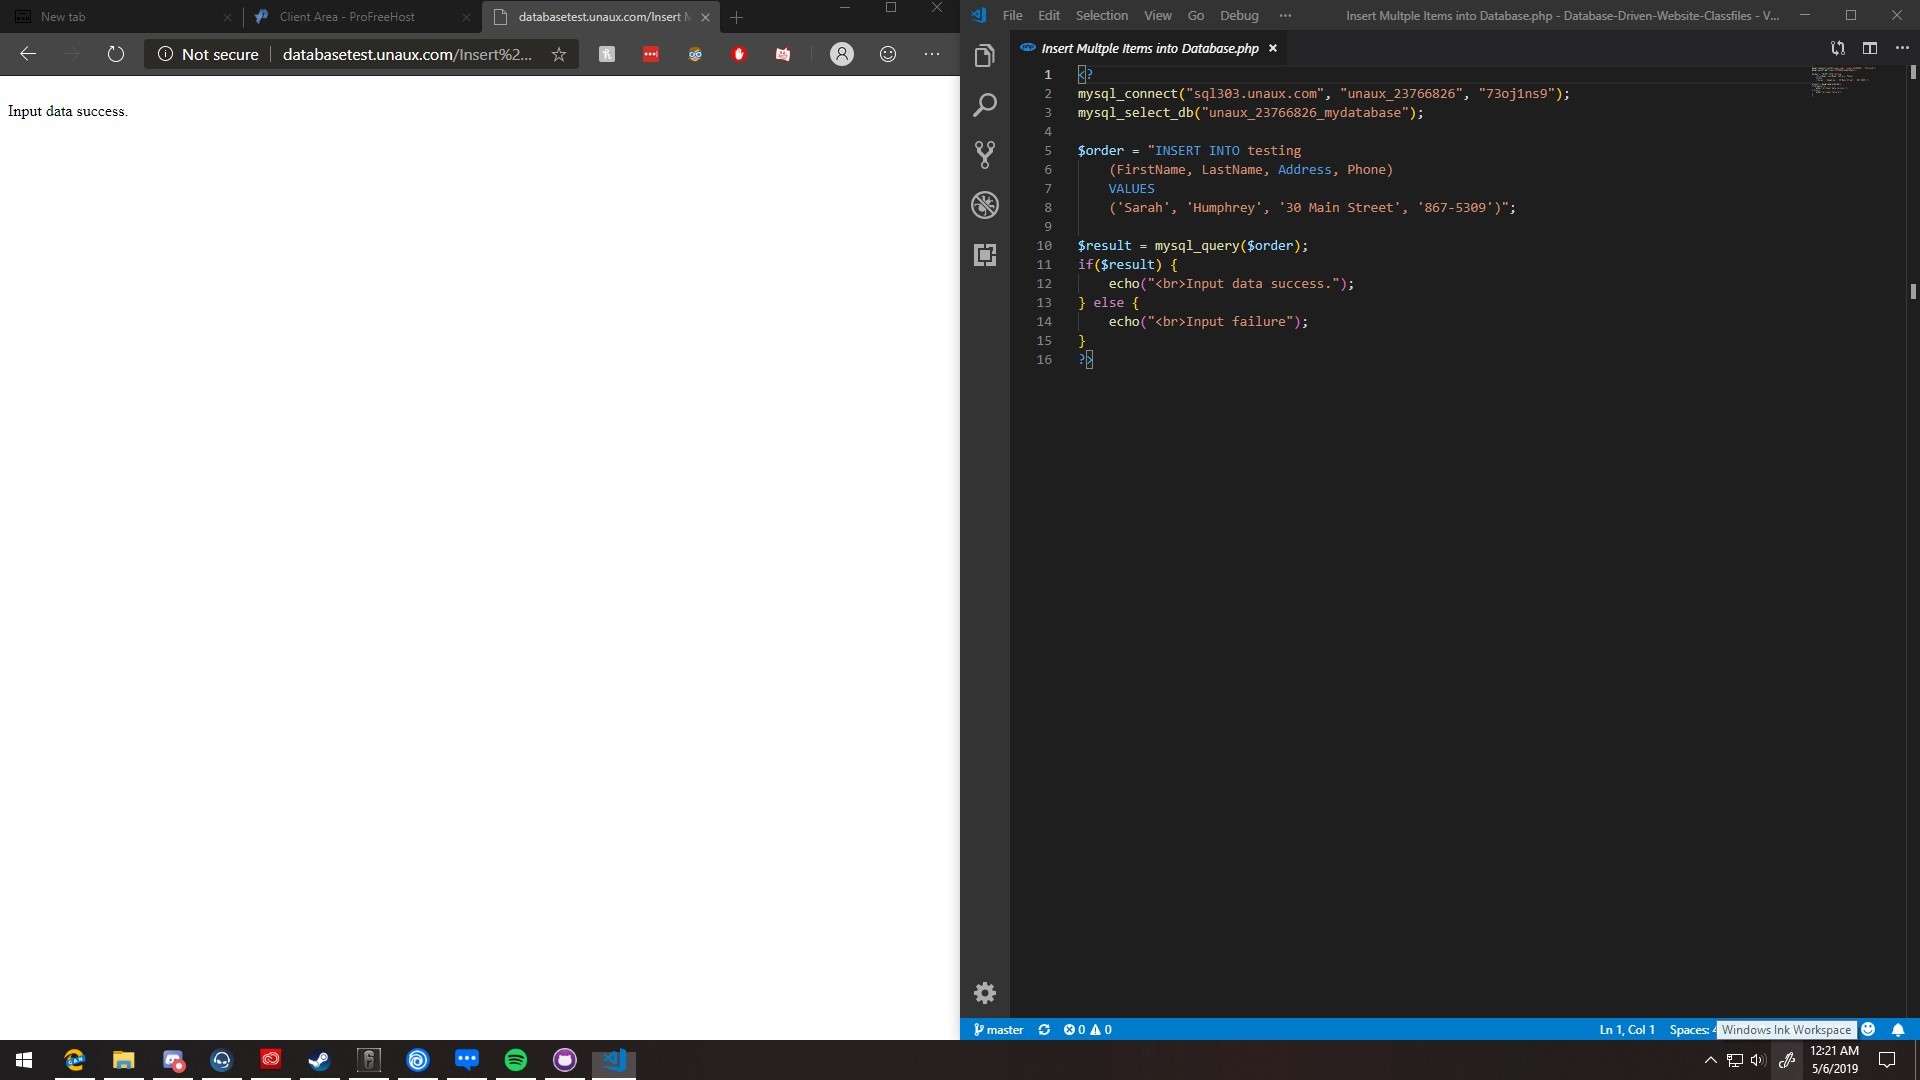 New tab
Client Area - ProFreeHost
databasetest.unaux.com/Insert M
Not secure
databasetest.unaux.com/Insert%2...
Input data success.
File Edit Selection View Go Debug ···
Insert Multple Items into Database.php - Database-Driven-Website-Classfiles - V...
Insert Multple Items into Database.php
1 <?
2 mysql_connect("sql303.unaux.com", "unaux_23766826", "73oj1ns9");
3 mysql_select_db("unaux_23766826_mydatabase");
4
5 $order = "INSERT INTO testing
6 (FirstName, LastName, Address, Phone)
7 VALUES
8 ('Sarah', 'Humphrey', '30 Main Street', '867-5309')";
9
10 $result = mysql_query($order);
11 if($result) {
12 echo("<br>Input data success.");
13 } else {
14 echo("<br>Input failure");
15 }
16 ?>
master
0 0
Ln 1, Col 1
Spaces: 4
Windows Ink Workspace
12:21 AM
5/6/2019